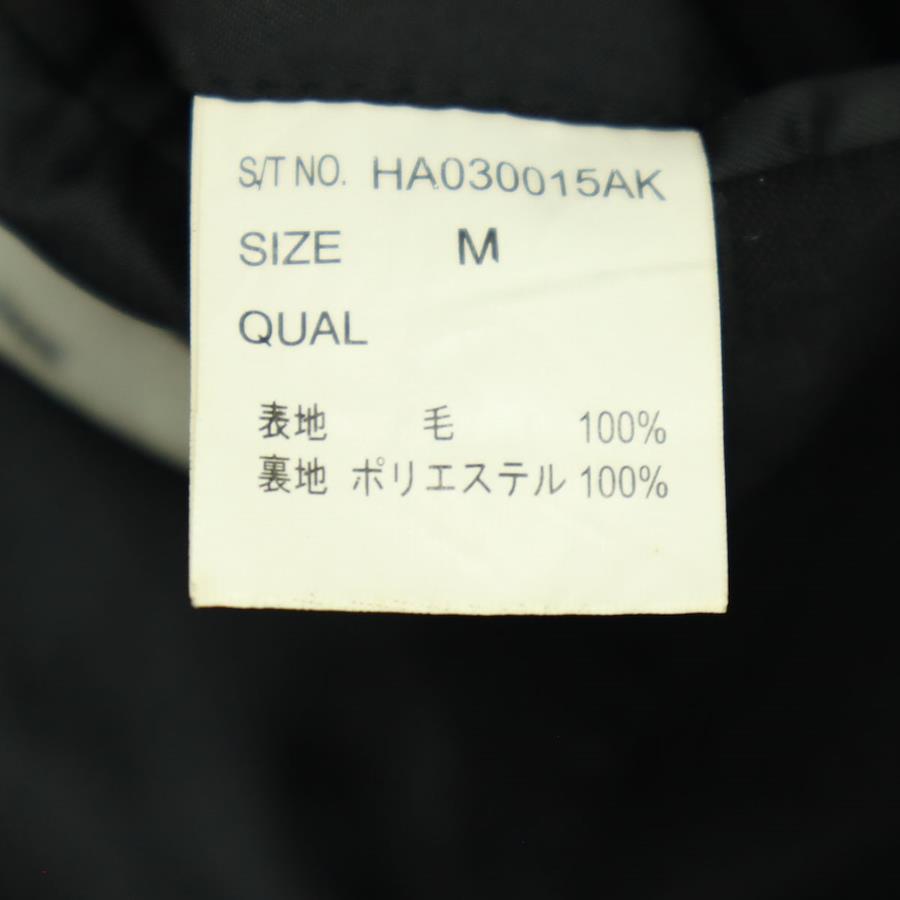 S/T NO. HA030015AK
SIZE M
QUAL
表地 毛 100%
裏地 ポリエステル 100%